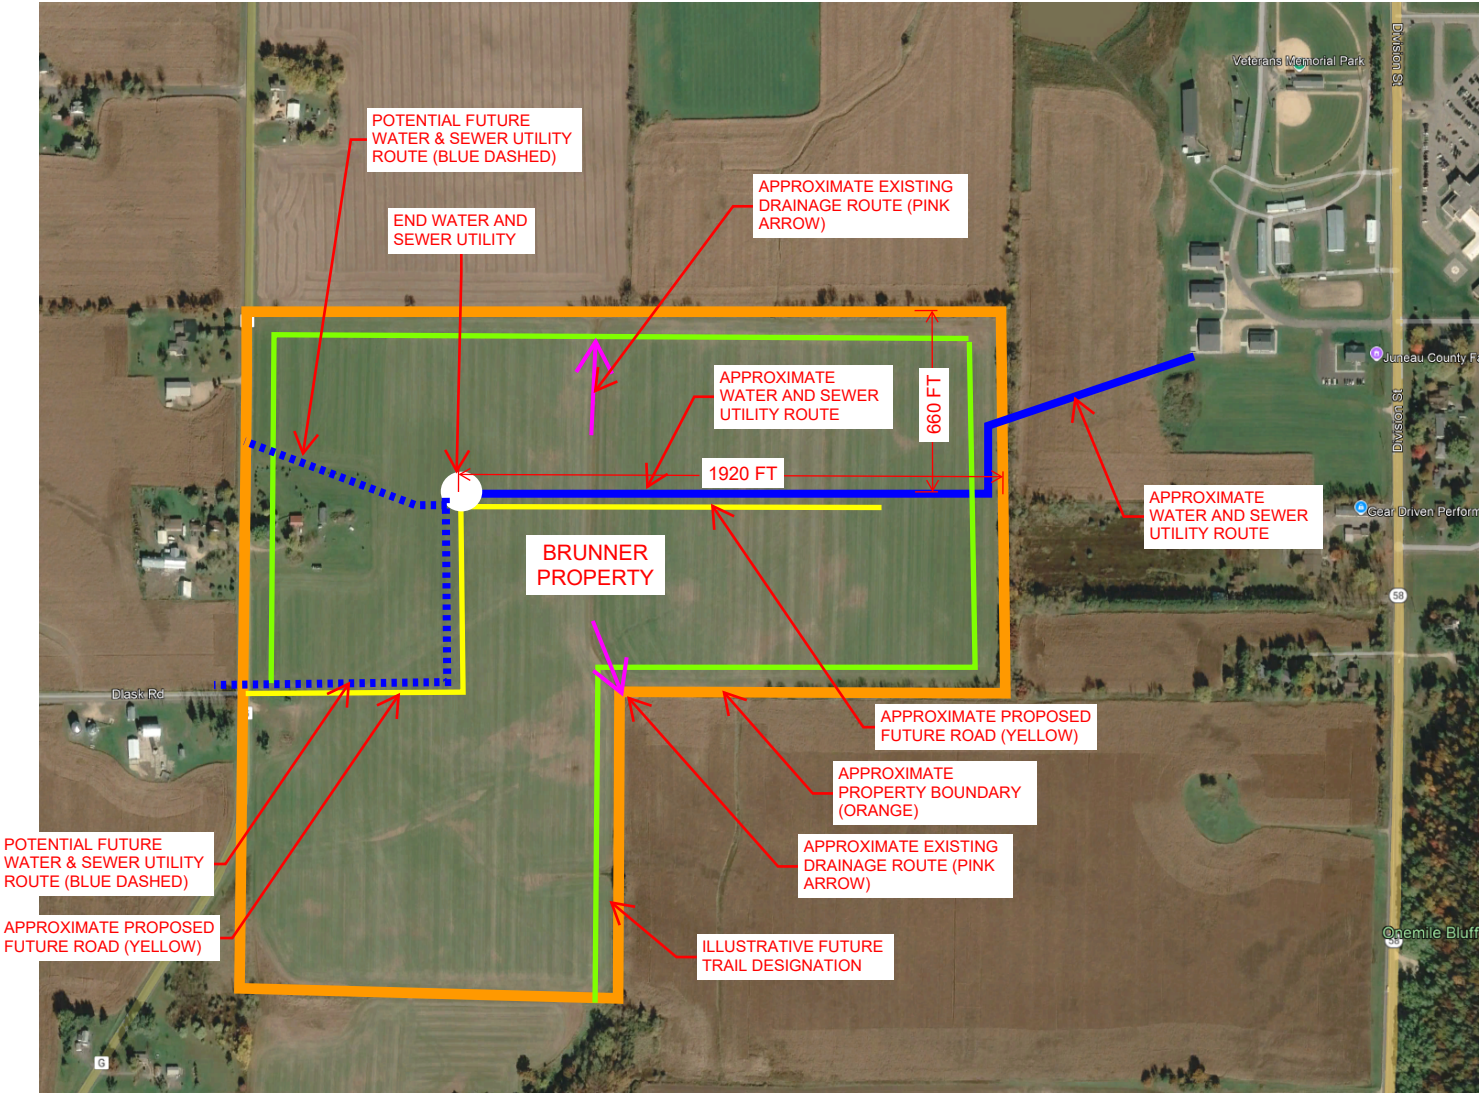 Division St
Veterans Memorial Park
POTENTIAL FUTURE
WATER & SEWER UTILITY
ROUTE (BLUE DASHED)
APPROXIMATE EXISTING
DRAINAGE ROUTE (PINK
ARROW)
END WATER AND
SEWER UTILITY
Juneau County Fa
APPROXIMATE
WATER AND SEWER
UTILITY ROUTE
660 FT
Division St
1920 FT
APPROXIMATE
WATER AND SEWER
UTILITY ROUTE
Gear Driven Perform
BRUNNER
PROPERTY
58
Dlask Rd
APPROXIMATE PROPOSED
FUTURE ROAD (YELLOW)
APPROXIMATE
PROPERTY BOUNDARY
(ORANGE)
POTENTIAL FUTURE
WATER & SEWER UTILITY
ROUTE (BLUE DASHED)
APPROXIMATE EXISTING
DRAINAGE ROUTE (PINK
ARROW)
APPROXIMATE PROPOSED
FUTURE ROAD (YELLOW)
ILLUSTRATIVE FUTURE
TRAIL DESIGNATION
Onemile Bluff
58
G